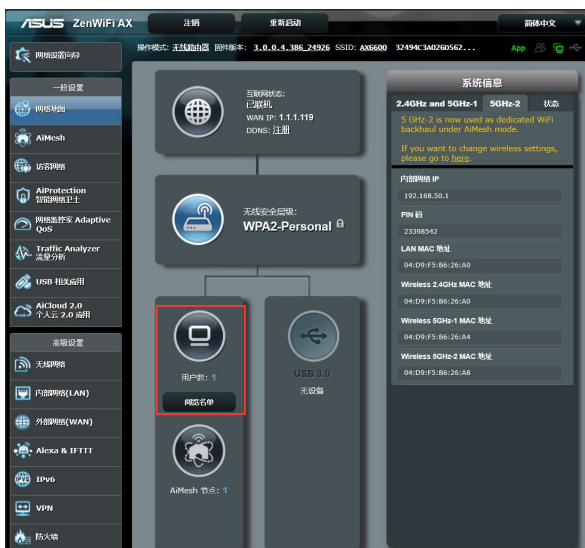 ASUS ZenWiFi AX 注销 重新启动 简体中文
网络设置向导
操作模式: 无线路由器 固件版本: 3.0.0.4.386_24926 SSID: AX6600 32494C3A026D562... App
一般设置
网络地图
AiMesh
访客网络
AiProtection
智能网络卫士
网络监控家 Adaptive
QoS
Traffic Analyzer
流量分析
USB 相关应用
AiCloud 2.0
个人云 2.0 应用
高级设置
无线网络
内部网络(LAN)
外部网络(WAN)
Alexa & IFTTT
IPv6
VPN
防火墙
互联网状态:
已联机
WAN IP: 1.1.1.119
DDNS: 注册
无线安全层级:
WPA2-Personal
用户数: 1
阅览名单
USB 3.0
无设备
AiMesh 节点: 1
系统信息
2.4GHz and 5GHz-1 5GHz-2 状态
5 GHz-2 is now used as dedicated WiFi
backhaul under AiMesh mode.
If you want to change wireless settings,
please go to here.
内部网络 IP
192.168.50.1
PIN 码
23398542
LAN MAC 地址
04:D9:F5:B6:26:A0
Wireless 2.4GHz MAC 地址
04:D9:F5:B6:26:A0
Wireless 5GHz-1 MAC 地址
04:D9:F5:B6:26:A4
Wireless 5GHz-2 MAC 地址
04:D9:F5:B6:26:A8